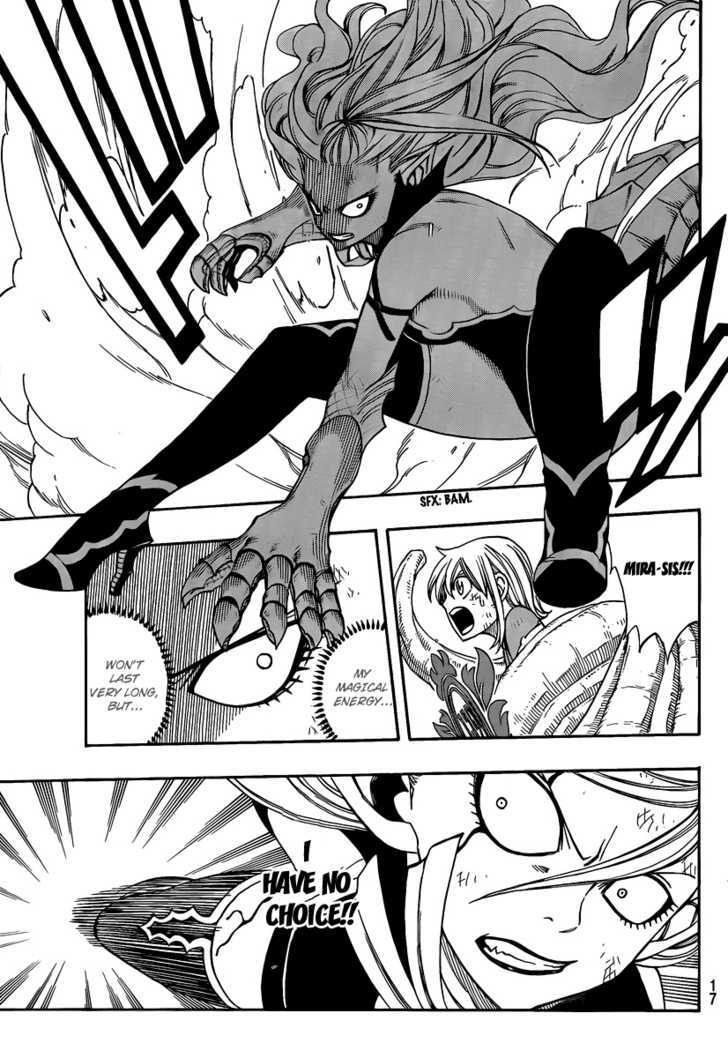 SFX: BAM.
MIRA-SIS!!!
MY
MAGICAL
ENERGY...
WON'T
LAST
VERY LONG,
BUT...
I
HAVE NO
CHOICE!!
17